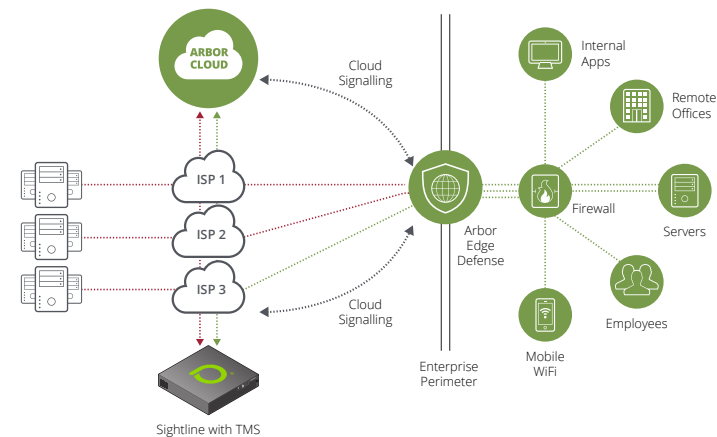 ARBOR
CLOUD
Cloud
Signalling
Internal
Apps
Remote
Offices
ISP 1
ISP 2
ISP 3
Arbor
Edge
Defense
Firewall
Servers
Cloud
Signalling
Employees
Mobile
WiFi
Enterprise
Perimeter
Sightline with TMS